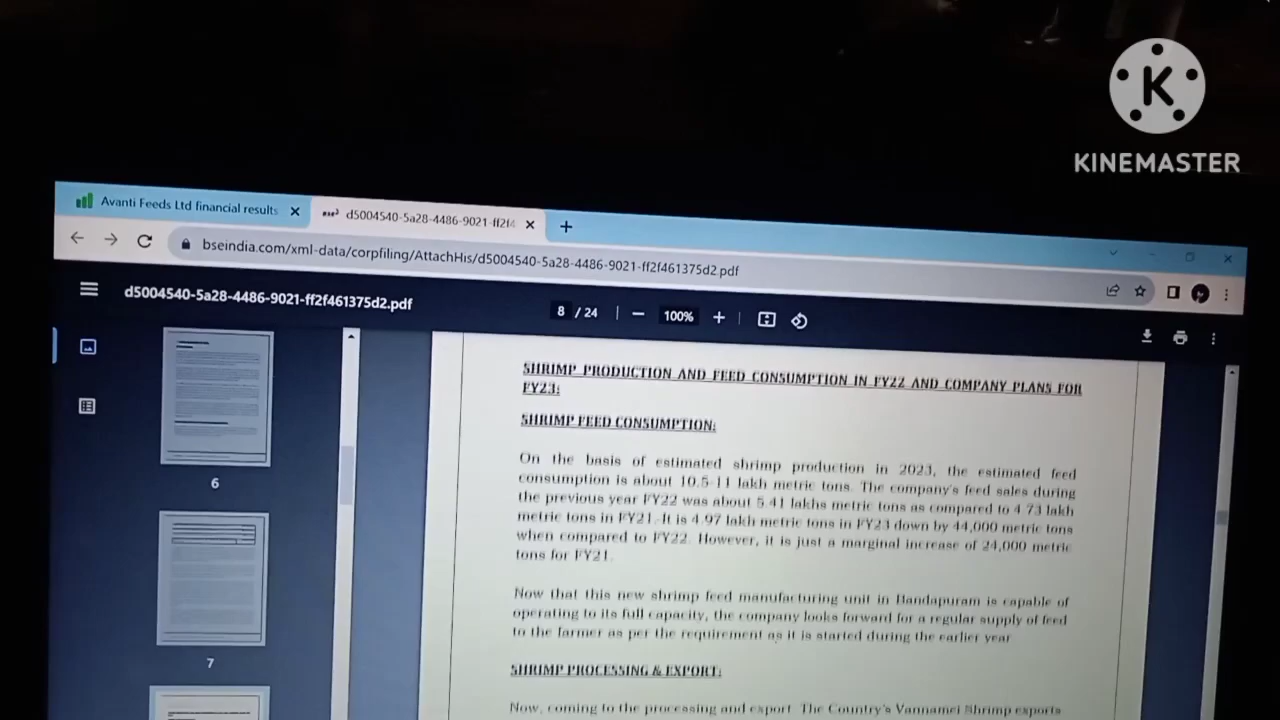 KINEMASTER
Avanti Feeds Ltd financial results
d5004540-5a28-4486-9021-ff2f4
bseindia.com/xml-data/corpfiling/AttachHis/d5004540-5a28-4486-9021-ff2f461375d2.pdf
d5004540-5a28-4486-9021-ff2f461375d2.pdf
8 / 24
100%
SHRIMP PRODUCTION AND FEED CONSUMPTION IN FY22 AND COMPANY PLANS FOR
FY23:
SHRIMP FEED CONSUMPTION:
On the basis of estimated shrimp production in 2023, the estimated feed
consumption is about 10.5-11 lakh metric tons. The company's feed sales during
the previous year FY22 was about 5.41 lakhs metric tons as compared to 4.73 lakh
metric tons in FY21. It is 4.97 lakh metric tons in FY23 down by 44,000 metric tons
when compared to FY22. However, it is just a marginal increase of 24,000 metric
tons for FY21.
Now that this new shrimp feed manufacturing unit in Bandapuram is capable of
operating to its full capacity, the company looks forward for a regular supply of feed
to the farmer as per the requirement as it is started during the earlier year
SHRIMP PROCESSING & EXPORT:
Now, coming to the processing and export. The Country's Vannamei Shrimp exports
6
7